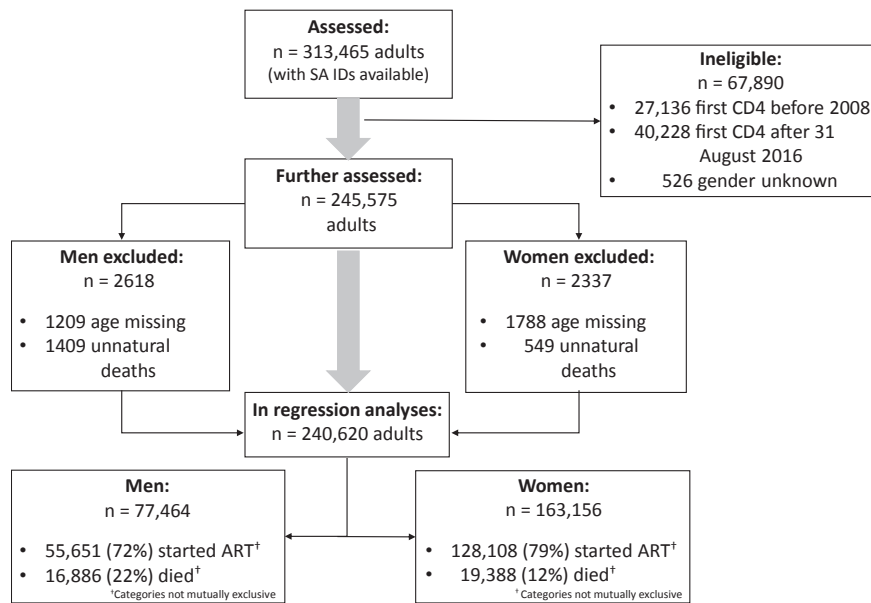 Assessed:
n = 313,465 adults
(with SA IDs available)
Ineligible:
n = 67,890
• 27,136 first CD4 before 2008
• 40,228 first CD4 after 31
August 2016
• 526 gender unknown
Further assessed:
n = 245,575
adults
Men excluded:
n = 2618
• 1209 age missing
• 1409 unnatural
deaths
Women excluded:
n = 2337
• 1788 age missing
• 549 unnatural
deaths
In regression analyses:
n = 240,620 adults
Men:
n = 77,464
• 55,651 (72%) started ART†
• 16,886 (22%) died†
†Categories not mutually exclusive
Women:
n = 163,156
• 128,108 (79%) started ART†
• 19,388 (12%) died†
† Categories not mutually exclusive